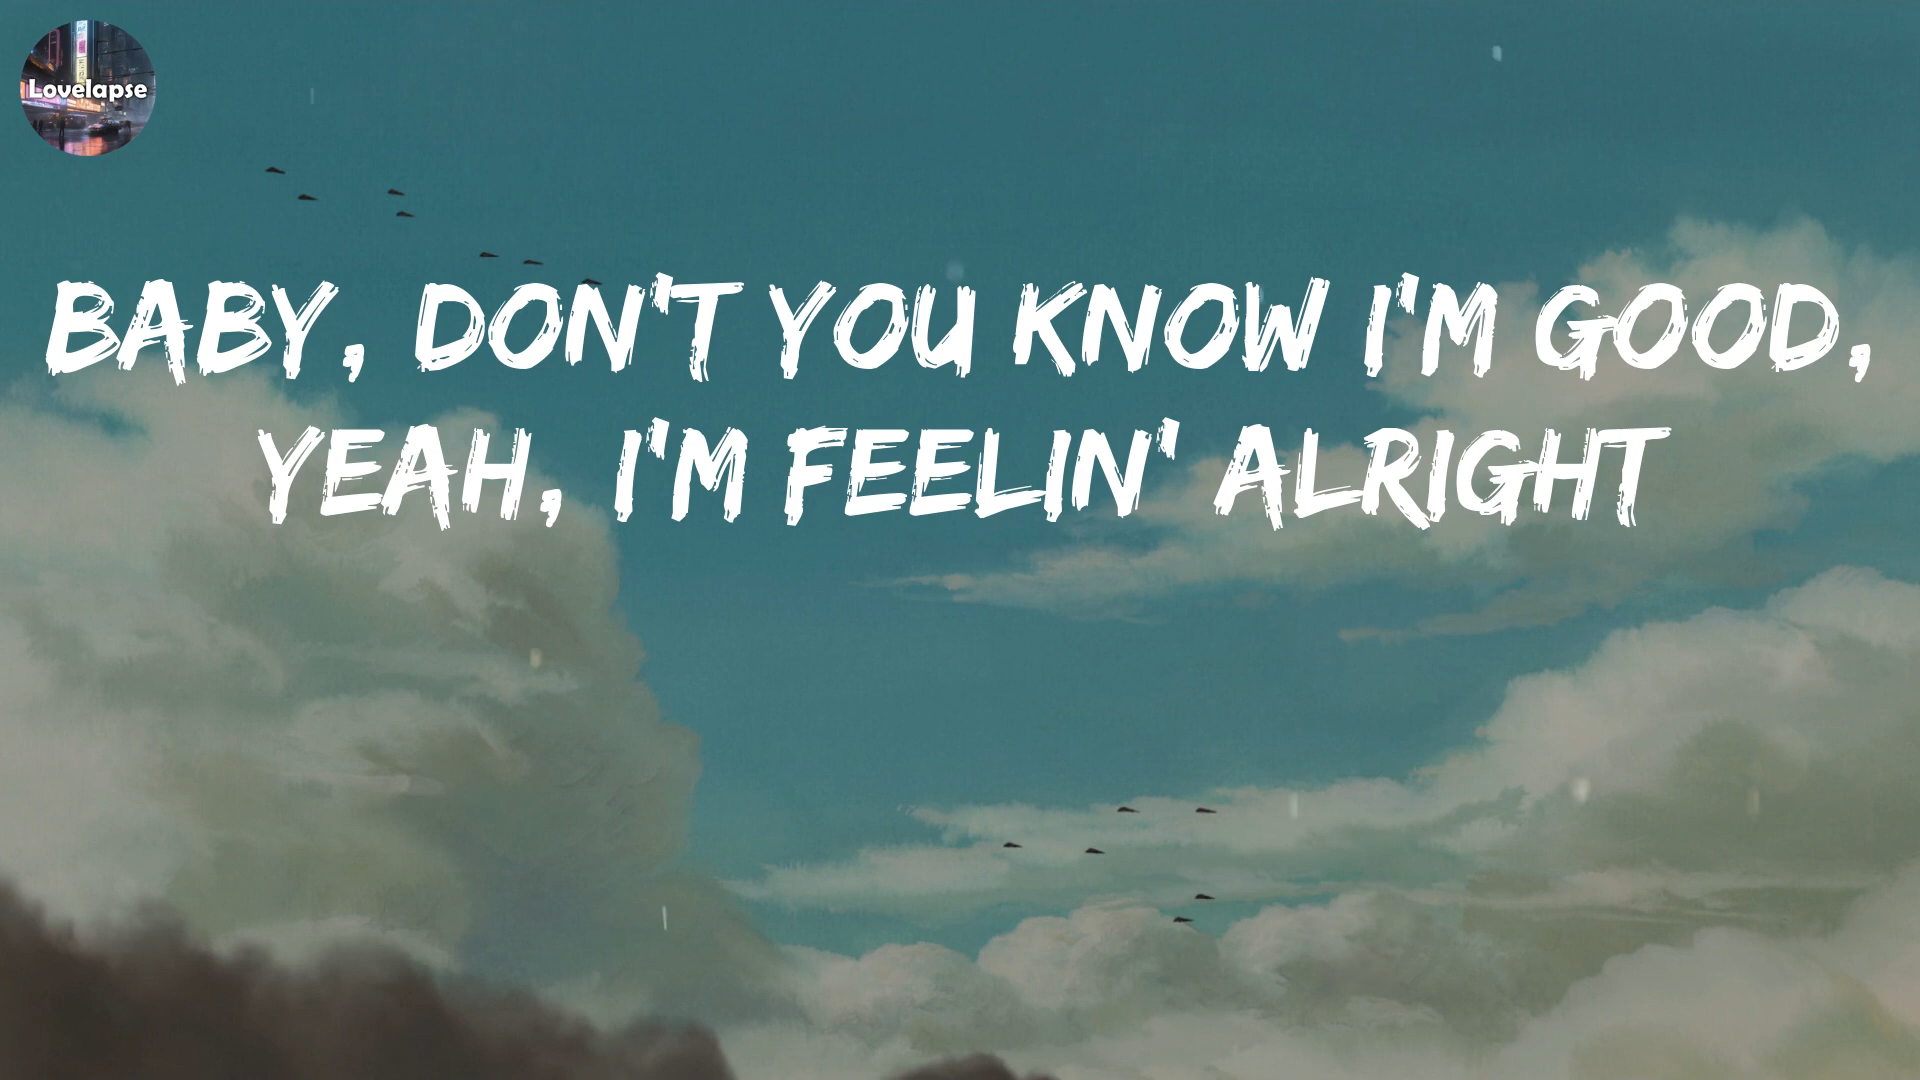 Lovelapse
BABY, DON'T YOU KNOW I'M GOOD,
YEAH, I'M FEELIN' ALRIGHT